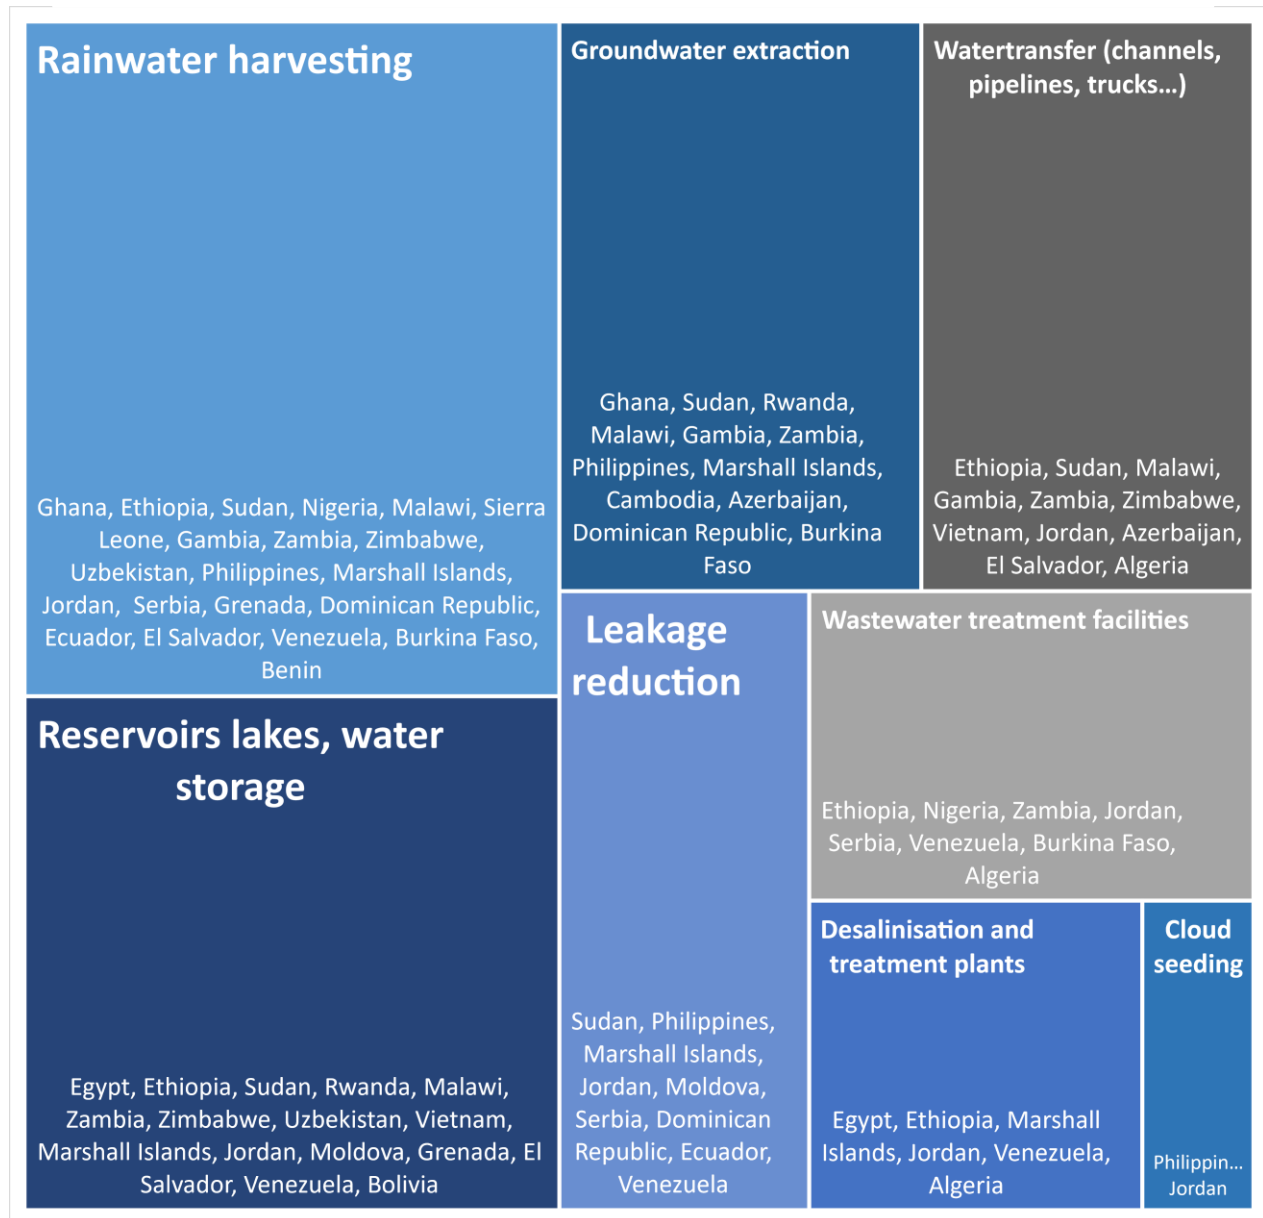 Rainwater harvesting
Ghana, Ethiopia, Sudan, Nigeria, Malawi, Sierra
Leone, Gambia, Zambia, Zimbabwe,
Uzbekistan, Philippines, Marshall Islands,
Jordan,  Serbia, Grenada, Dominican Republic,
Ecuador, El Salvador, Venezuela, Burkina Faso,
Benin
Reservoirs lakes, water
storage
Egypt, Ethiopia, Sudan, Rwanda, Malawi,
Zambia, Zimbabwe, Uzbekistan, Vietnam,
Marshall Islands, Jordan, Moldova, Grenada, El
Salvador, Venezuela, Bolivia
Groundwater extraction
Ghana, Sudan, Rwanda,
Malawi, Gambia, Zambia,
Philippines, Marshall Islands,
Cambodia, Azerbaijan,
Dominican Republic, Burkina
Faso
Watertransfer (channels,
pipelines, trucks…)
Ethiopia, Sudan, Malawi,
Gambia, Zambia, Zimbabwe,
Vietnam, Jordan, Azerbaijan,
El Salvador, Algeria
Leakage
reduction
Sudan, Philippines,
Marshall Islands,
Jordan, Moldova,
Serbia, Dominican
Republic, Ecuador,
Venezuela
Wastewater treatment facilities
Ethiopia, Nigeria, Zambia, Jordan,
Serbia, Venezuela, Burkina Faso,
Algeria
Desalinisation and
treatment plants
Egypt, Ethiopia, Marshall
Islands, Jordan, Venezuela,
Algeria
Cloud
seeding
Philippin…
Jordan